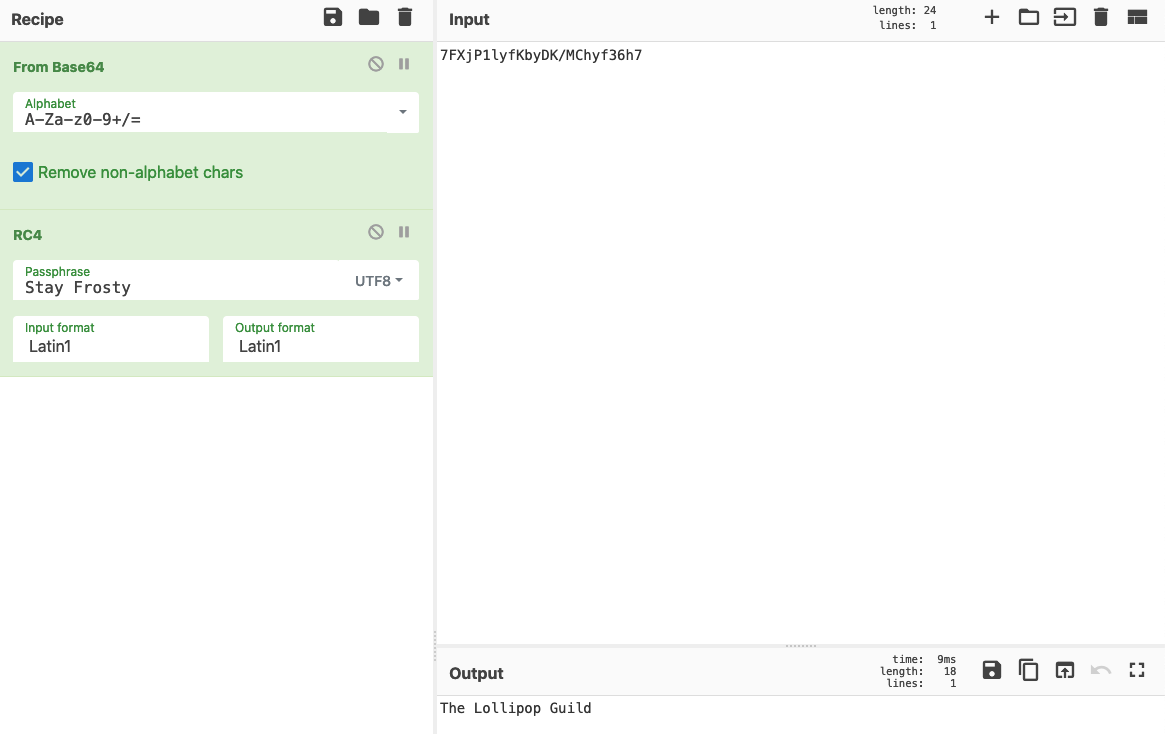 Recipe
From Base64
Alphabet
A-Za-z0-9+/=
Remove non-alphabet chars
RC4
Passphrase
Stay Frosty
UTF8
Input format
Latin1
Output format
Latin1
Input
length: 24
lines: 1
7FXjP1lyfKbyDK/MChyf36h7
Output
time: 9ms
length: 18
lines: 1
The Lollipop Guild